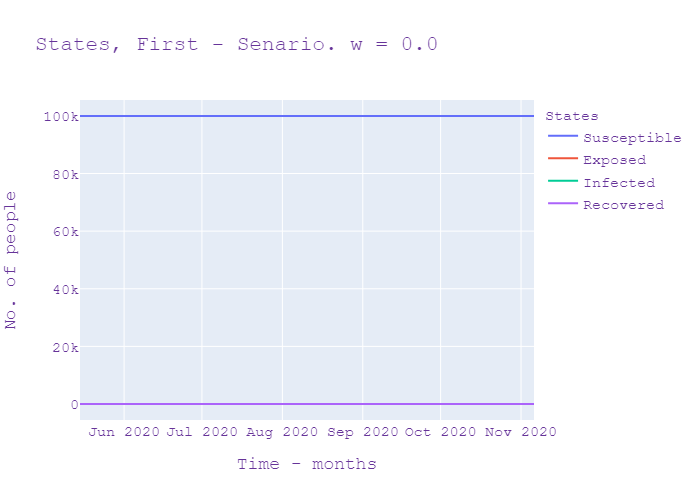 States, First - Senario. w = 0.0
States
Susceptible
Exposed
Infected
Recovered
No. of people
100k
80k
60k
40k
20k
0
Jun 2020 Jul 2020 Aug 2020 Sep 2020 Oct 2020 Nov 2020
Time - months